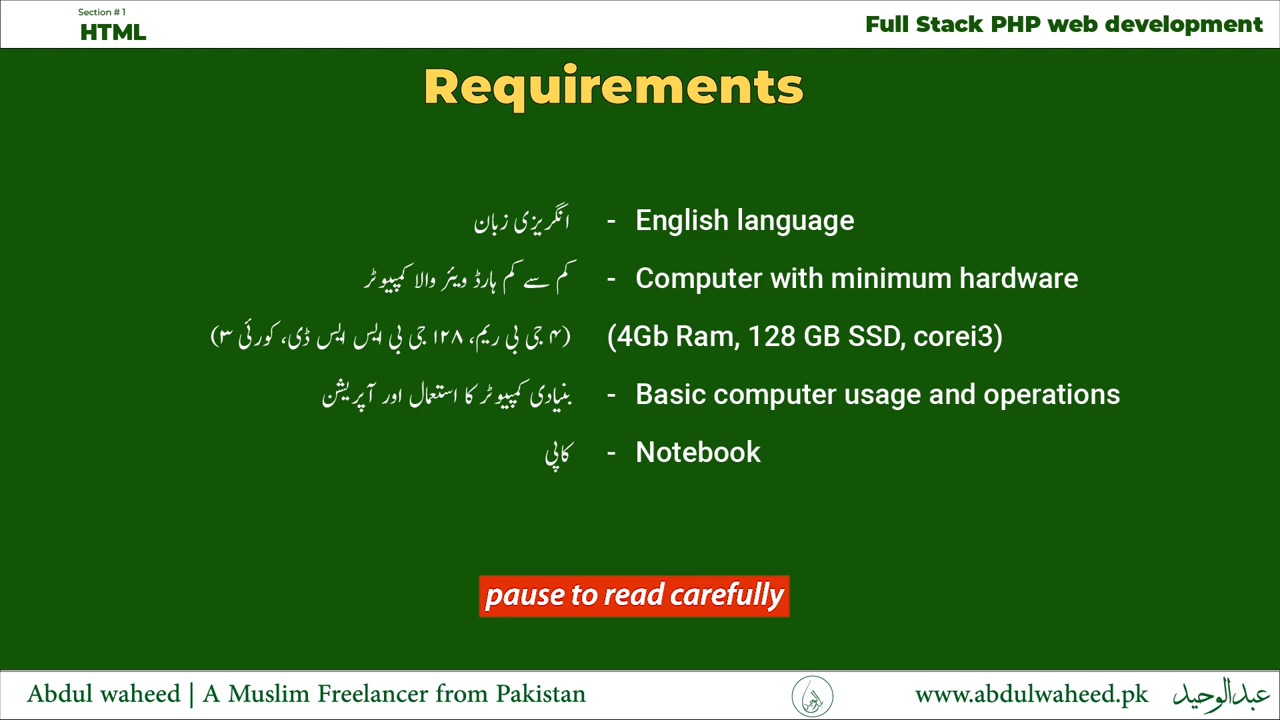 Section # 1
HTML
Full Stack PHP web development
Requirements
انگریزی زبان - English language
کم سے کم ہارڈ ویئر والا کمپیوٹر - Computer with minimum hardware
(۴ جی بی ریم، ۱۲۸ جی بی ایس ایس ڈی، کورئی ۳) (4Gb Ram, 128 GB SSD, corei3)
بنیادی کمپیوٹر کا استعمال اور آپریشن - Basic computer usage and operations
کاپی - Notebook
pause to read carefully
Abdul waheed | A Muslim Freelancer from Pakistan
www.abdulwaheed.pk عبدالوحید